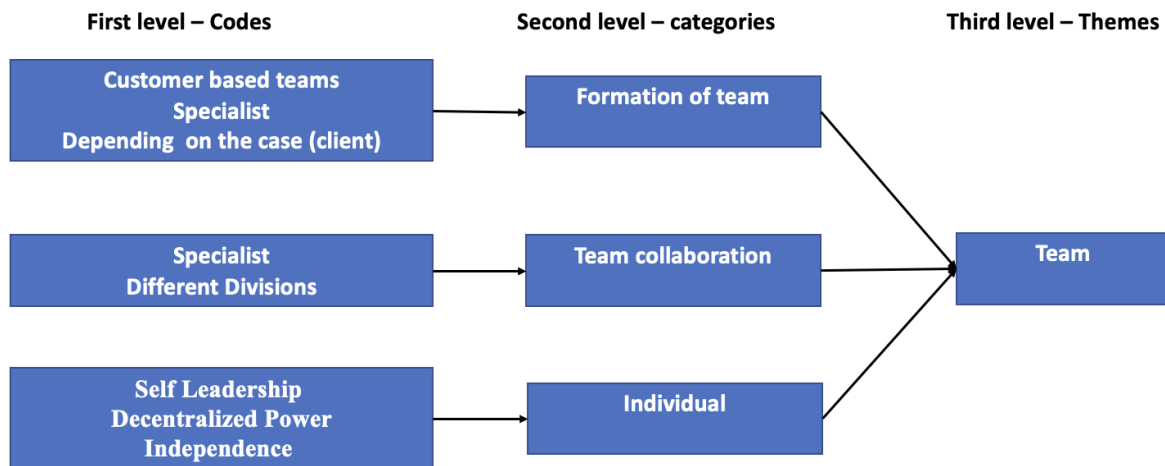 First level – Codes
Second level – categories
Third level – Themes
Customer based teams
Specialist
Depending on the case (client)
Formation of team
Specialist
Different Divisions
Team collaboration
Team
Self Leadership
Decentralized Power
Independence
Individual